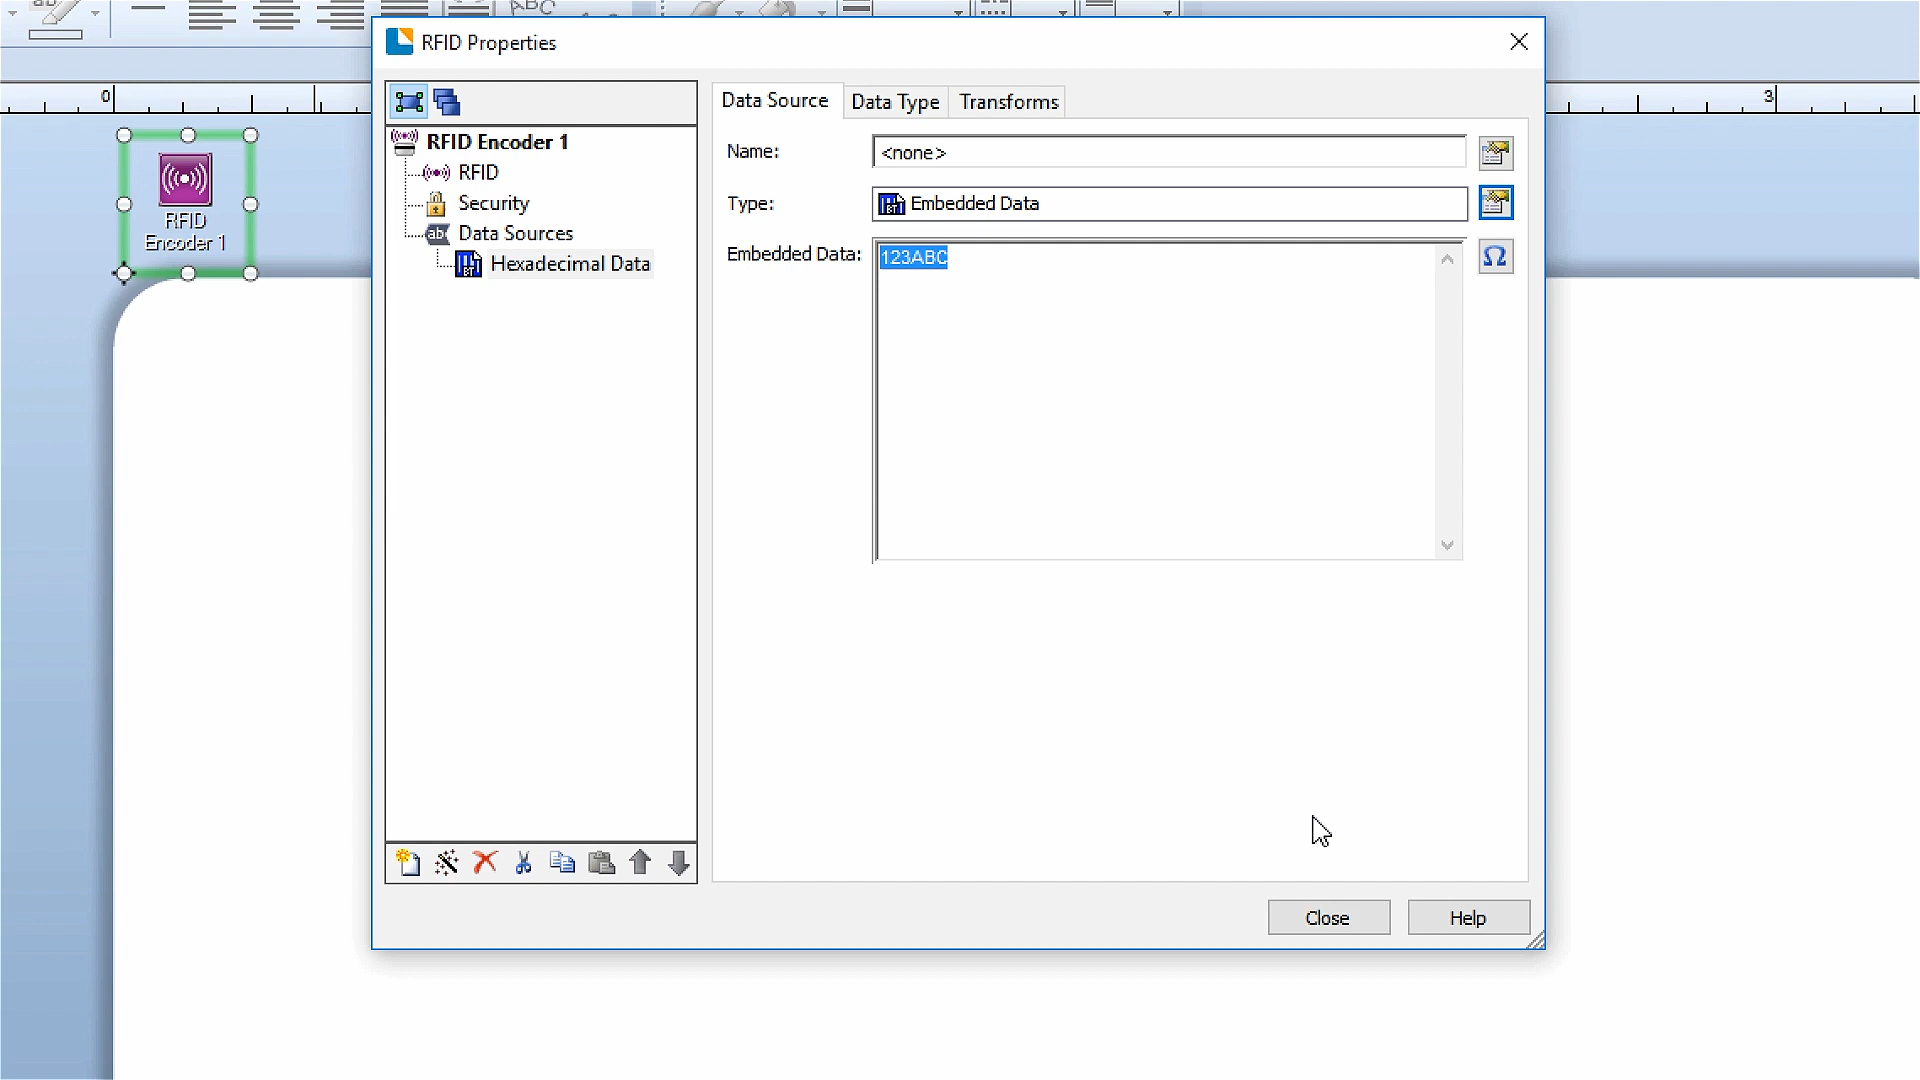 ABC
RFID Properties
0
3
RFID
Encoder 1
RFID Encoder 1
RFID
Security
Data Sources
Hexadecimal Data
Data Source
Data Type
Transforms
Name:
<none>
Type:
Embedded Data
Embedded Data:
123ABC
Ω
Close
Help